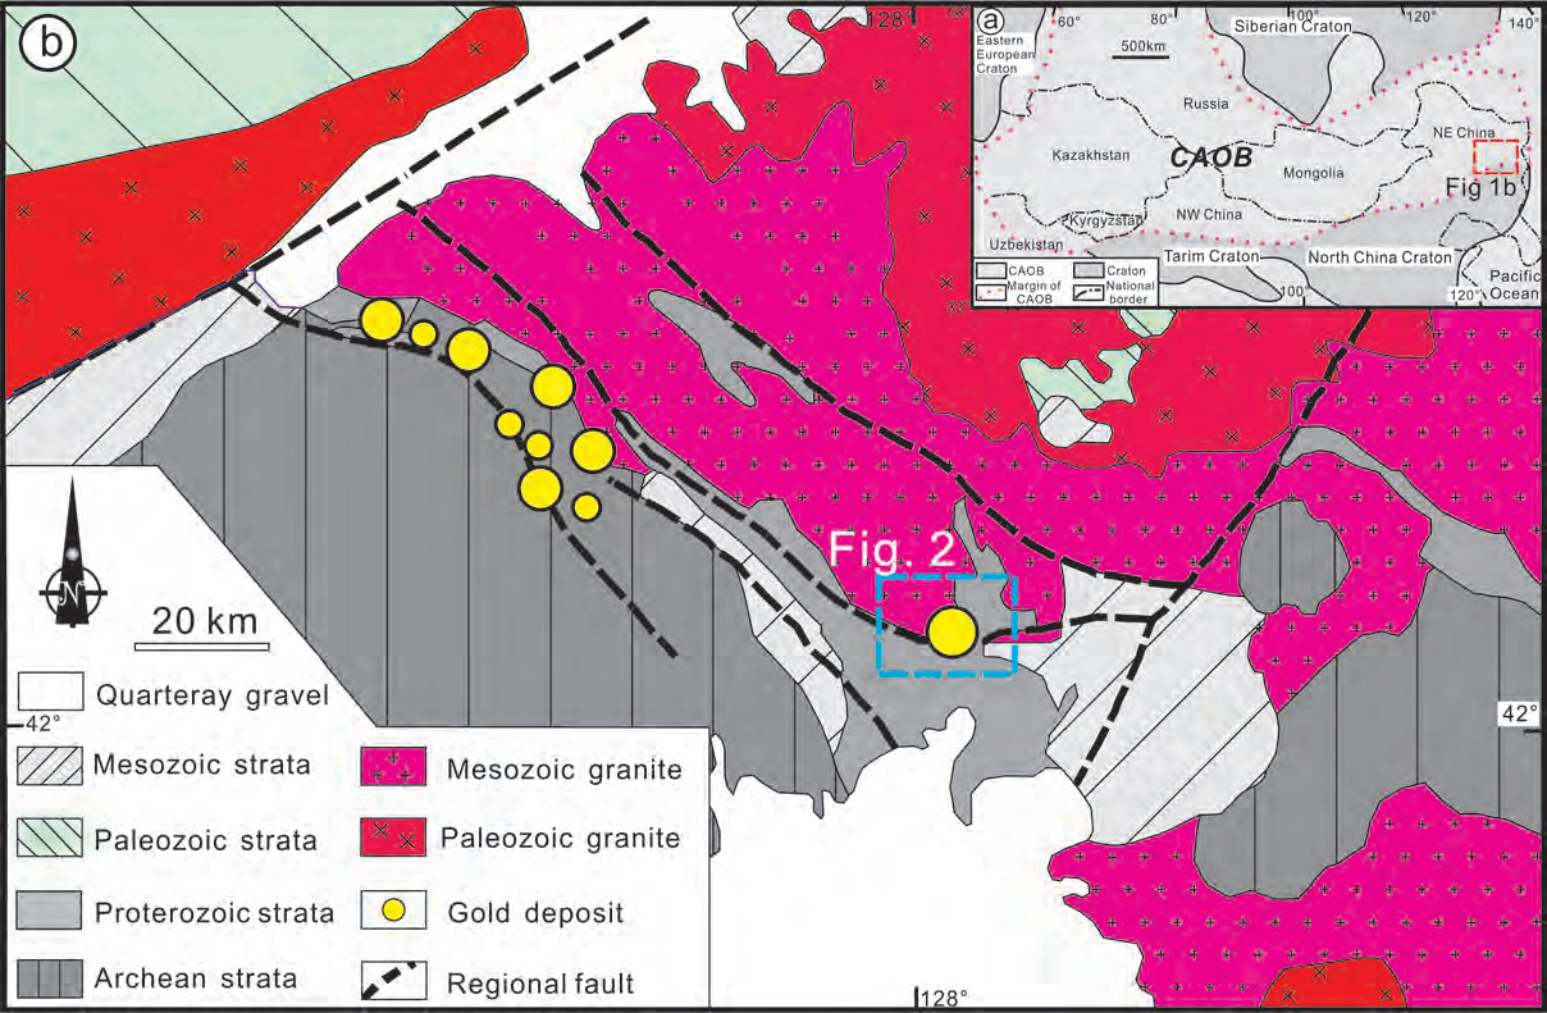 b
128°
a
60°
80°
100°
120°
140°
Siberian Craton
Eastern
European
Craton
500km
Russia
NE China
Kazakhstan
CAOB
Mongolia
Fig 1b
Kyrgyzstan
NW China
Uzbekistan
Tarim Craton
North China Craton
Pacific
Ocean
CAOB
Craton
Margin of
CAOB
National
border
100°
120°
Fig. 2
N
20 km
Quarteray gravel
42°
42°
Mesozoic strata
Mesozoic granite
Paleozoic strata
Paleozoic granite
Proterozoic strata
Gold deposit
Archean strata
Regional fault
128°